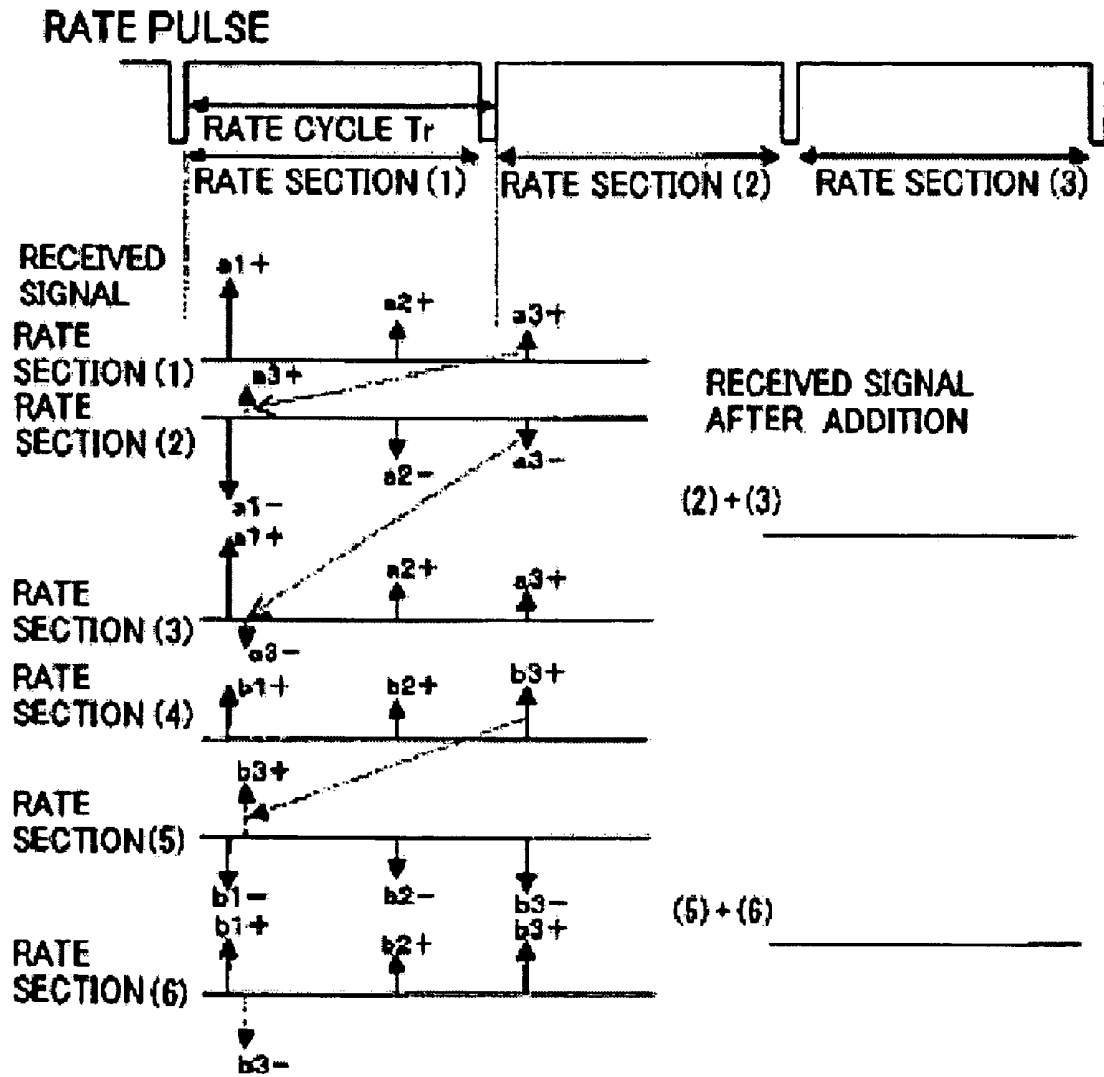 RATE PULSE
RATE CYCLE Tr
RATE SECTION (1)
RATE SECTION (2)
RATE SECTION (3)
RECEIVED
SIGNAL
a1+
a2+
a3+
RATE
SECTION (1)
a3+
RATE
SECTION (2)
a1-
a2-
a3-
RECEIVED SIGNAL
AFTER ADDITION
(2)+(3)
a1+
a2+
a3+
RATE
SECTION (3)
a3-
RATE
SECTION (4)
b1+
b2+
b3+
b3+
RATE
SECTION (5)
b1-
b2-
b3-
(5)+(6)
b1+
b2+
b3+
RATE
SECTION (6)
b3-